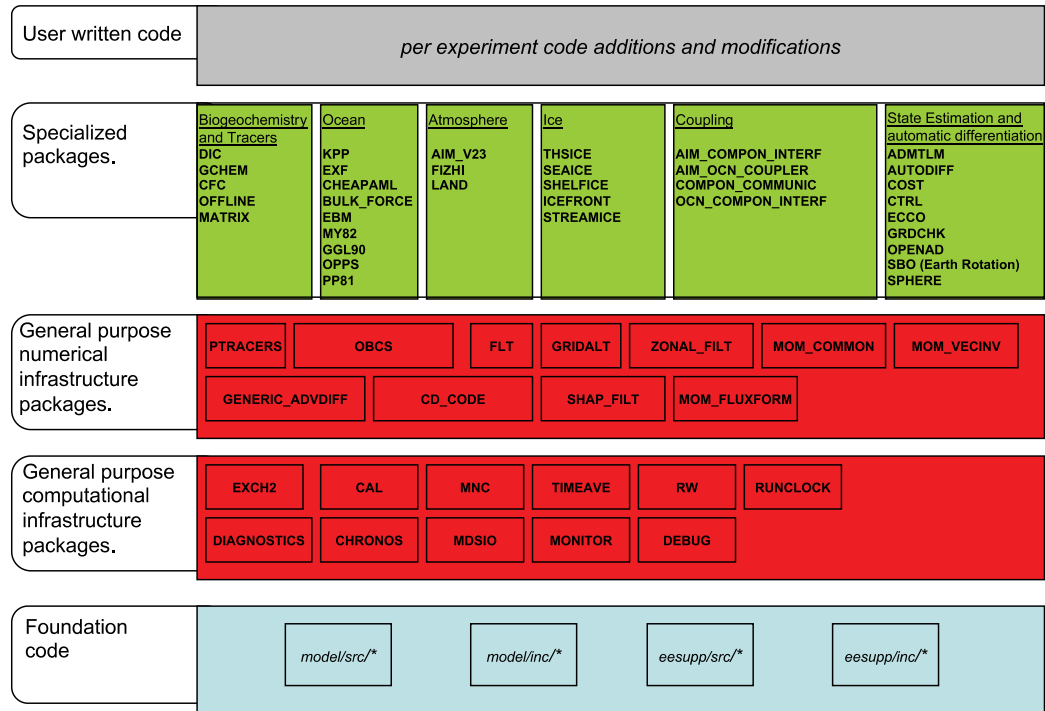 User written code
per experiment code additions and modifications
Specialized
packages.
Biogeochemistry
and Tracers
DIC
GCHEM
CFC
OFFLINE
MATRIX
Ocean
KPP
EXF
CHEAPAML
BULK_FORCE
EBM
MY82
GGL90
OPPS
PP81
Atmosphere
AIM_V23
FIZHI
LAND
Ice
THSICE
SEAICE
SHELFICE
ICEFRONT
STREAMICE
Coupling
AIM_COMPON_INTERF
AIM_OCN_COUPLER
COMPON_COMMUNIC
OCN_COMPON_INTERF
State Estimation and
automatic differentiation
ADMTLM
AUTODIFF
COST
CTRL
ECCO
GRDCHK
OPENAD
SBO (Earth Rotation)
SPHERE
General purpose
numerical
infrastructure
packages.
PTRACERS
OBCS
FLT
GRIDALT
ZONAL_FILT
MOM_COMMON
MOM_VECINV
GENERIC_ADVDIFF
CD_CODE
SHAP_FILT
MOM_FLUXFORM
General purpose
computational
infrastructure
packages.
EXCH2
CAL
MNC
TIMEAVE
RW
RUNCLOCK
DIAGNOSTICS
CHRONOS
MDSIO
MONITOR
DEBUG
Foundation
code
model/src/*
model/inc/*
eesupp/src/*
eesupp/inc/*